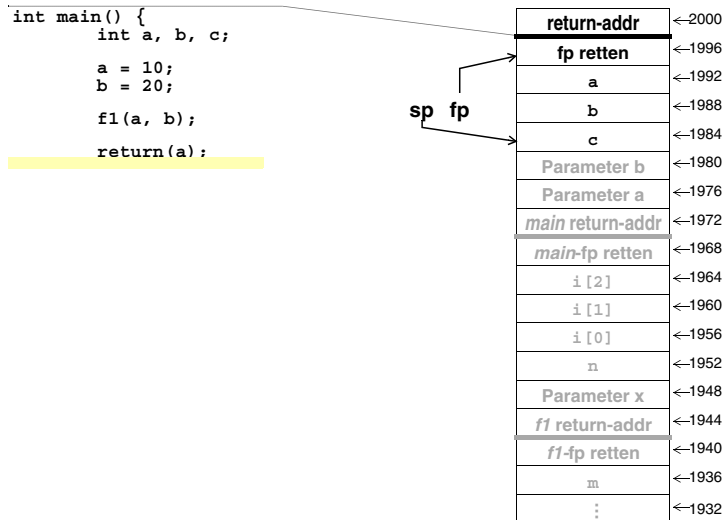 int main() {
int a, b, c;
a = 10;
b = 20;
f1(a, b);
return(a);
sp fp
return-addr 2000
fp retten 1996
a 1992
b 1988
c 1984
Parameter b 1980
Parameter a 1976
main return-addr 1972
main-fp retten 1968
i[2] 1964
i[1] 1960
i[0] 1956
n 1952
Parameter x 1948
f1 return-addr 1944
f1-fp retten 1940
m 1936
⋮ 1932